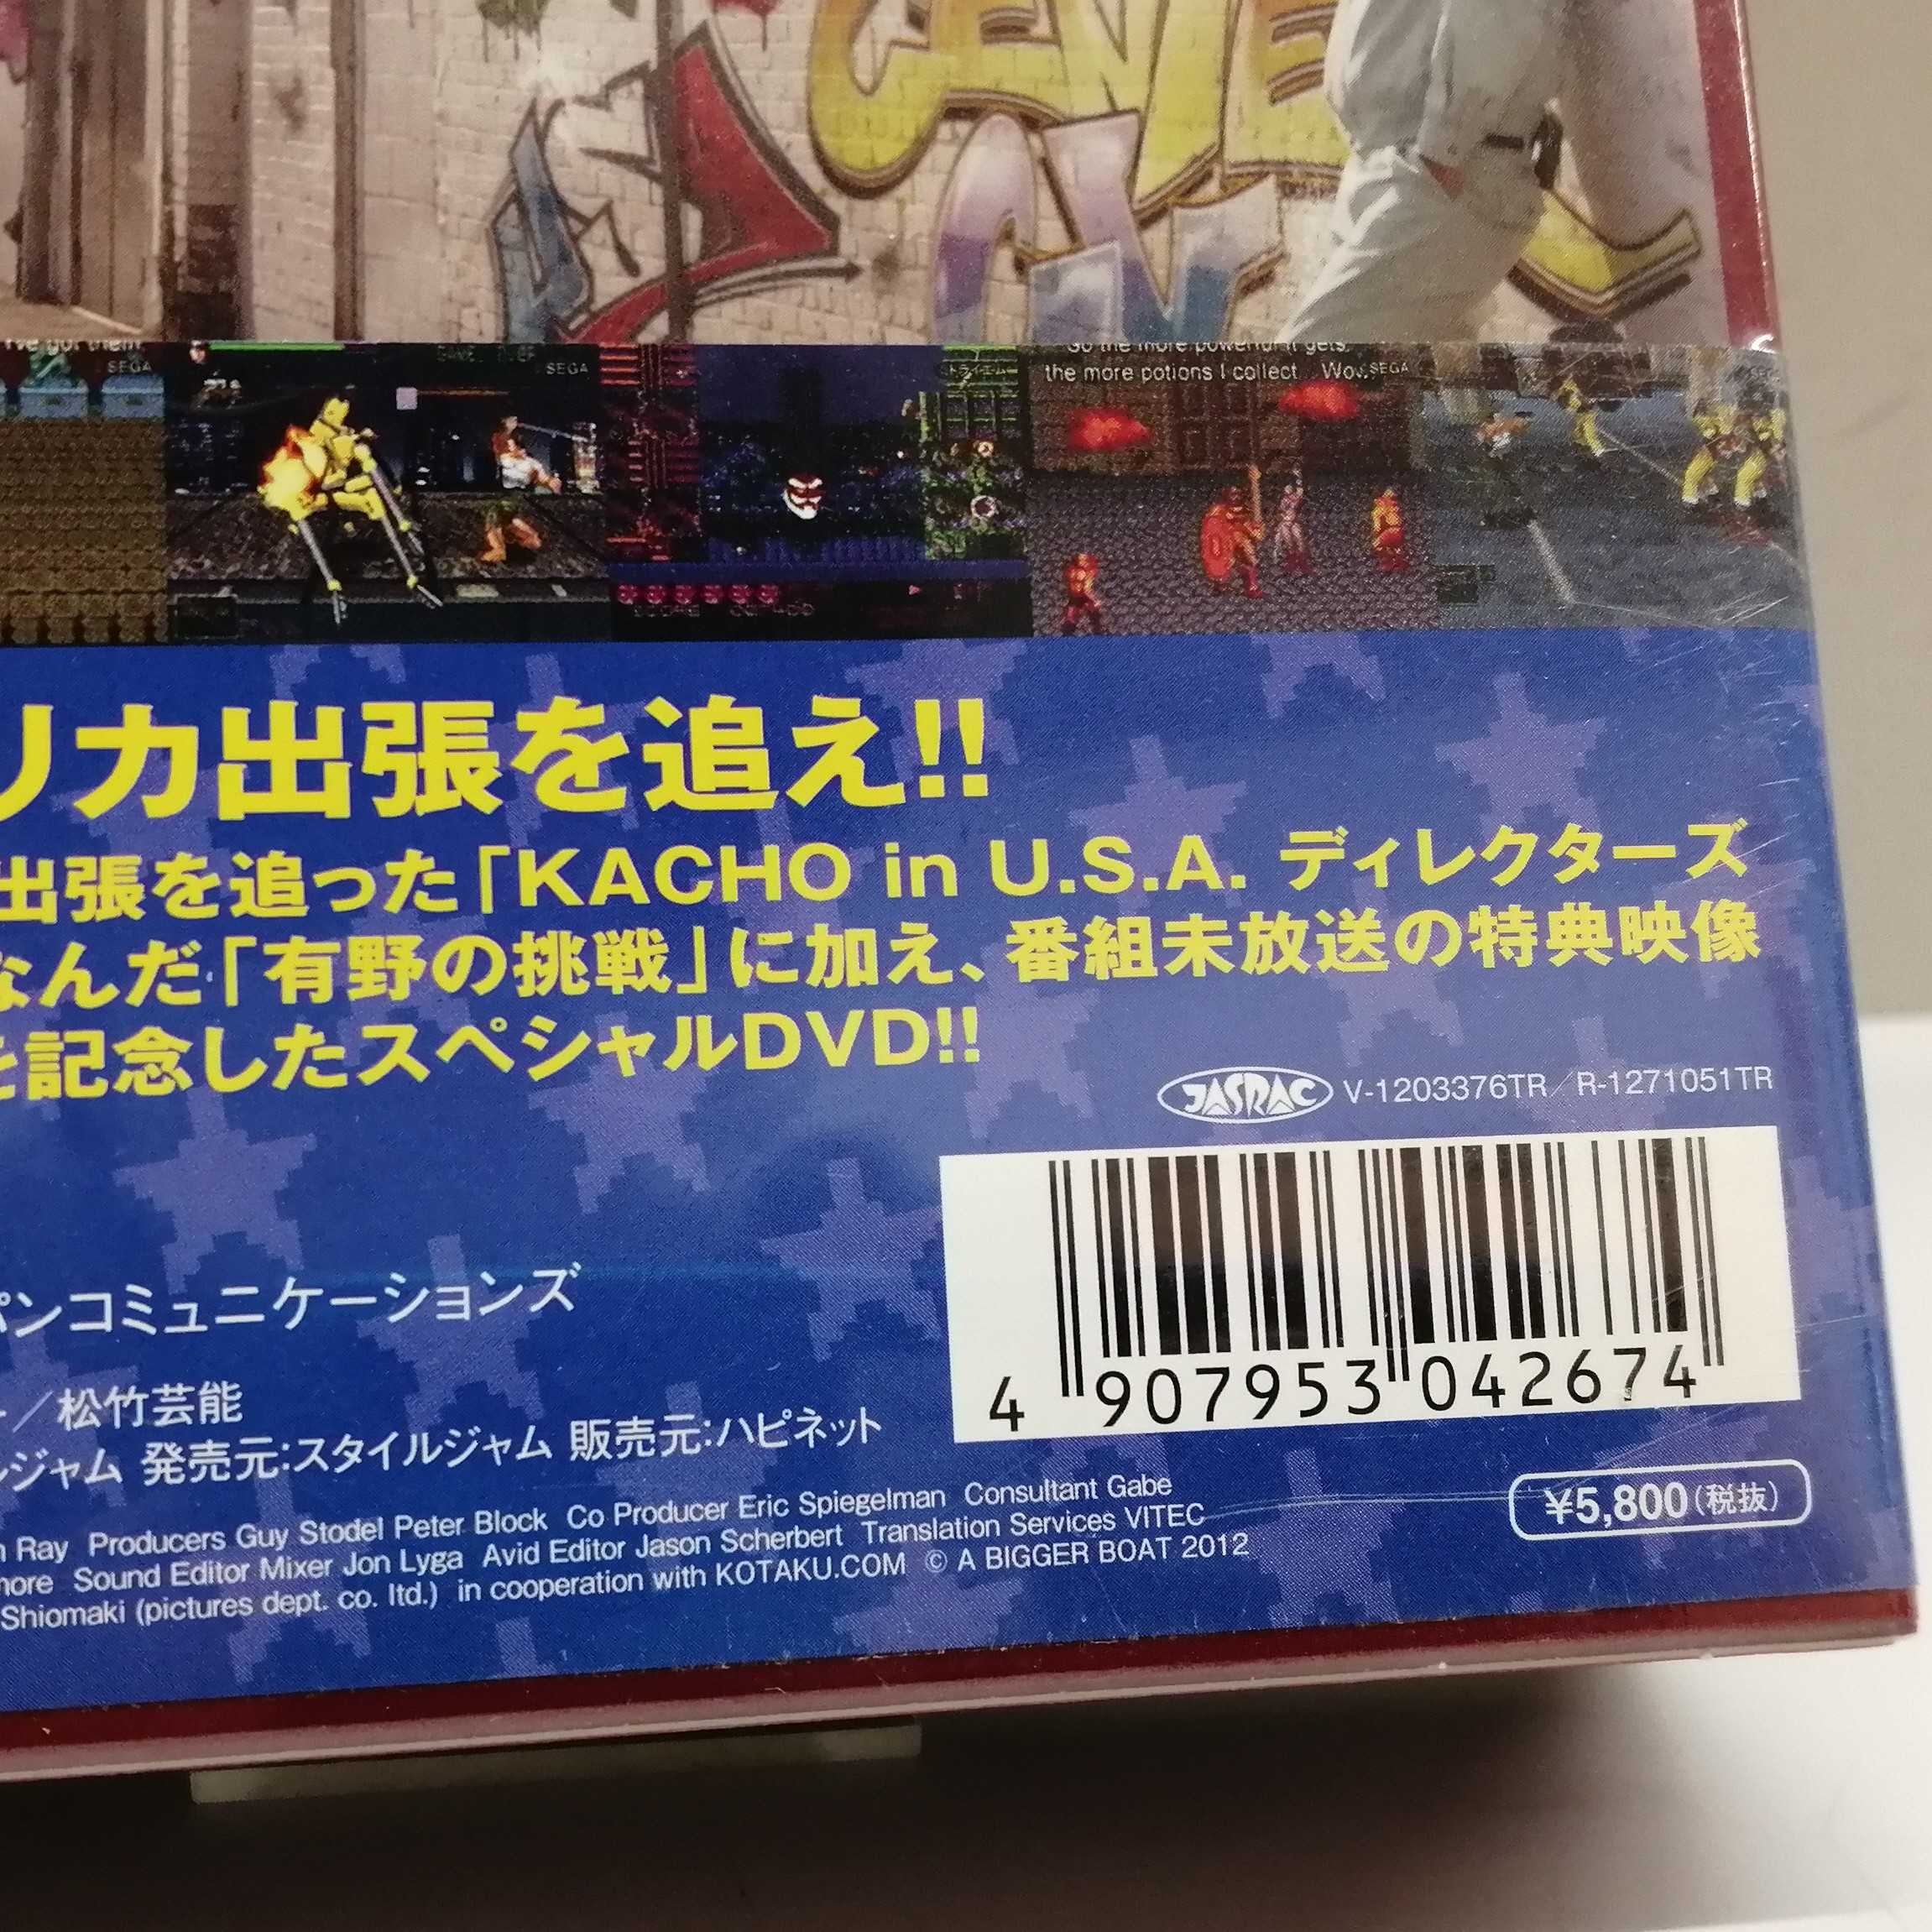 I've got them
SEGA
SEGA
So the more powerful it gets,
the more potions I collect... Wow.
SEGA
リカ出張を追え!!
出張を追った「KACHO in U.S.A. ディレクターズ
なんだ「有野の挑戦」に加え、番組未放送の特典映像
を記念したスペシャルDVD!!
JASRAC V-1203376TR／R-1271051TR
パンコミュニケーションズ
4 907953 042674
／松竹芸能
ルジャム 発売元:スタイルジャム 販売元:ハピネット
¥5,800(税抜)
n Ray Producers Guy Stodel Peter Block Co Producer Eric Spiegelman Consultant Gabe
more Sound Editor Mixer Jon Lyga Avid Editor Jason Scherbert Translation Services VITEC
Shiomaki (pictures dept. co. ltd.) in cooperation with KOTAKU.COM © A BIGGER BOAT 2012